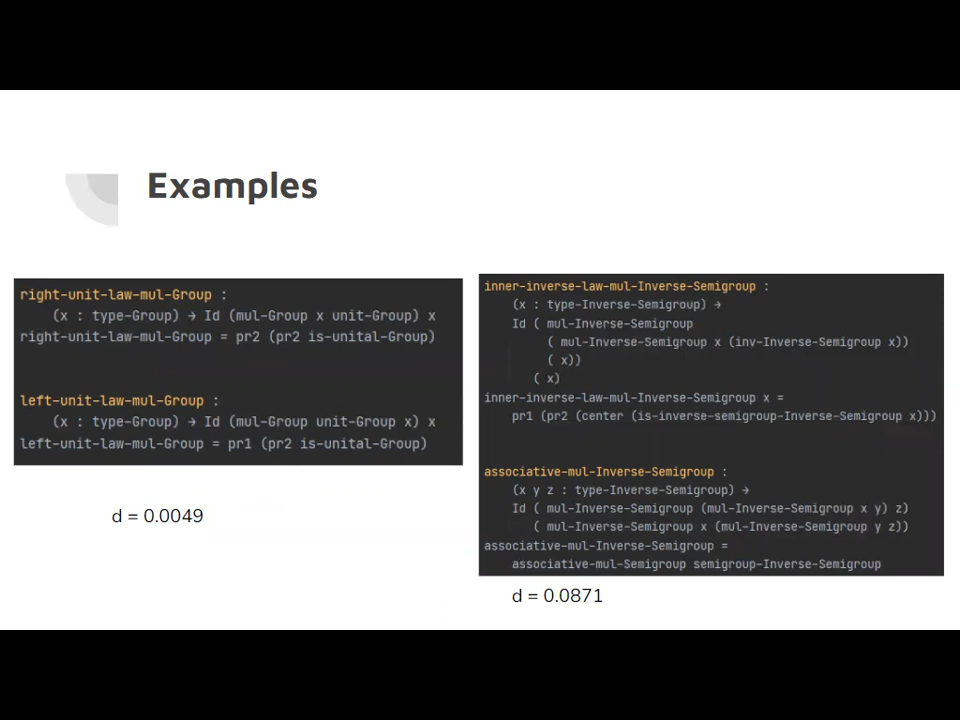 Examples
right-unit-law-mul-Group :
(x : type-Group) → Id (mul-Group x unit-Group) x
right-unit-law-mul-Group = pr2 (pr2 is-unital-Group)
left-unit-law-mul-Group :
(x : type-Group) → Id (mul-Group unit-Group x) x
left-unit-law-mul-Group = pr1 (pr2 is-unital-Group)
d = 0.0049
inner-inverse-law-mul-Inverse-Semigroup :
(x : type-Inverse-Semigroup) →
Id ( mul-Inverse-Semigroup
( mul-Inverse-Semigroup x (inv-Inverse-Semigroup x))
( x))
( x)
inner-inverse-law-mul-Inverse-Semigroup x =
pr1 (pr2 (center (is-inverse-semigroup-Inverse-Semigroup x)))
associative-mul-Inverse-Semigroup :
(x y z : type-Inverse-Semigroup) →
Id ( mul-Inverse-Semigroup (mul-Inverse-Semigroup x y) z)
( mul-Inverse-Semigroup x (mul-Inverse-Semigroup y z))
associative-mul-Inverse-Semigroup =
associative-mul-Semigroup semigroup-Inverse-Semigroup
d = 0.0871